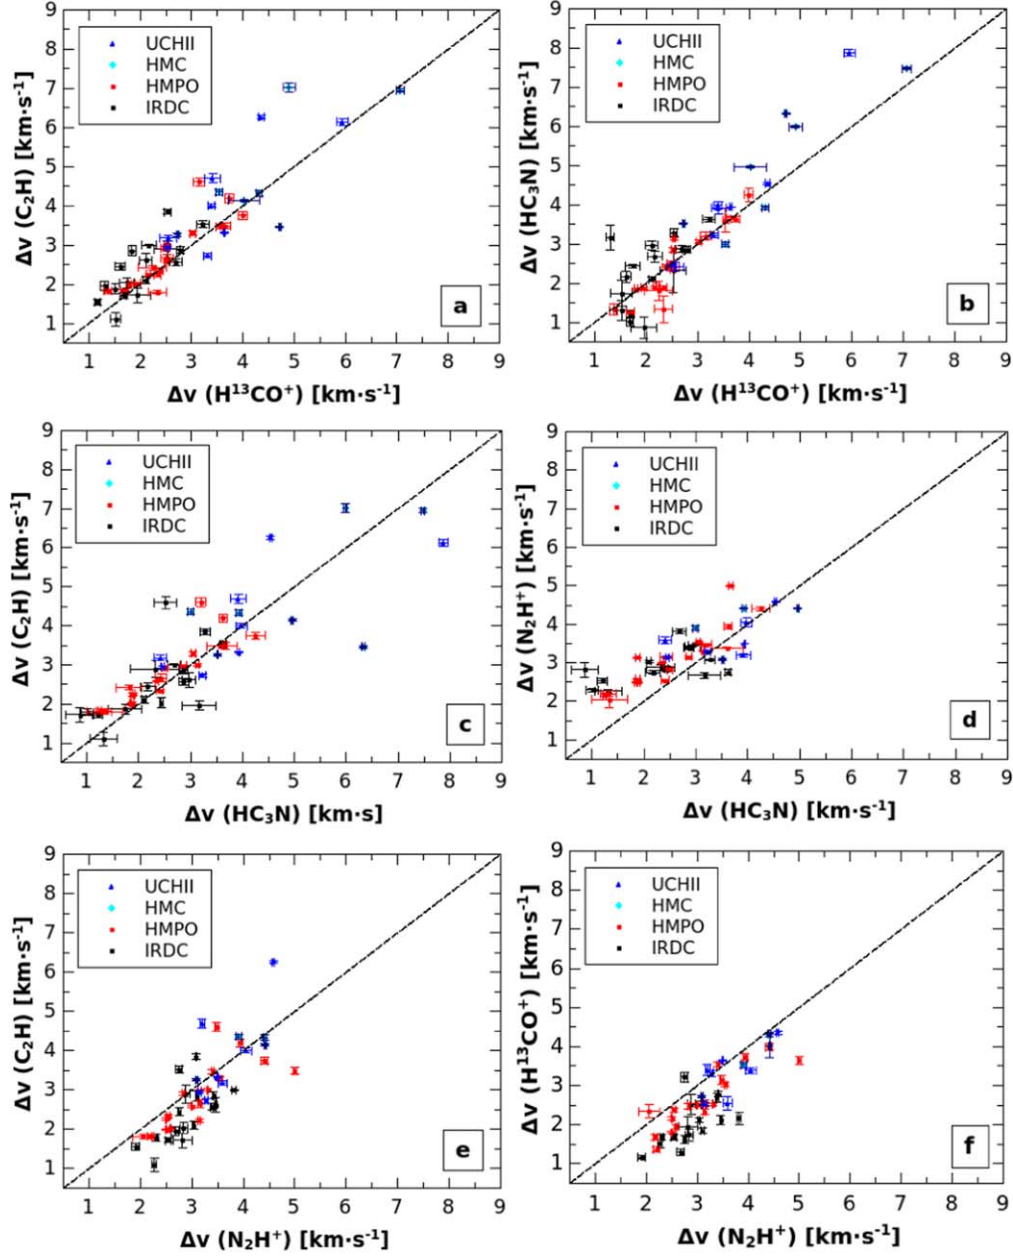 9
8
7
6
5
4
3
2
1
Δv (C₂H) [km·s⁻¹]
UCHII
HMC
HMPO
IRDC
a
1 2 3 4 5 6 7 8 9
Δv (H¹³CO⁺) [km·s⁻¹]
9
8
7
6
5
4
3
2
1
Δv (HC₃N) [km·s⁻¹]
UCHII
HMC
HMPO
IRDC
b
1 2 3 4 5 6 7 8 9
Δv (H¹³CO⁺) [km·s⁻¹]
9
8
7
6
5
4
3
2
1
Δv (C₂H) [km·s⁻¹]
UCHII
HMC
HMPO
IRDC
c
1 2 3 4 5 6 7 8 9
Δv (HC₃N) [km·s]
9
8
7
6
5
4
3
2
1
Δv (N₂H⁺) [km·s⁻¹]
UCHII
HMC
HMPO
IRDC
d
1 2 3 4 5 6 7 8 9
Δv (HC₃N) [km·s⁻¹]
9
8
7
6
5
4
3
2
1
Δv (C₂H) [km·s⁻¹]
UCHII
HMC
HMPO
IRDC
e
1 2 3 4 5 6 7 8 9
Δv (N₂H⁺) [km·s⁻¹]
9
8
7
6
5
4
3
2
1
Δv (H¹³CO⁺) [km·s⁻¹]
UCHII
HMC
HMPO
IRDC
f
1 2 3 4 5 6 7 8 9
Δv (N₂H⁺) [km·s⁻¹]